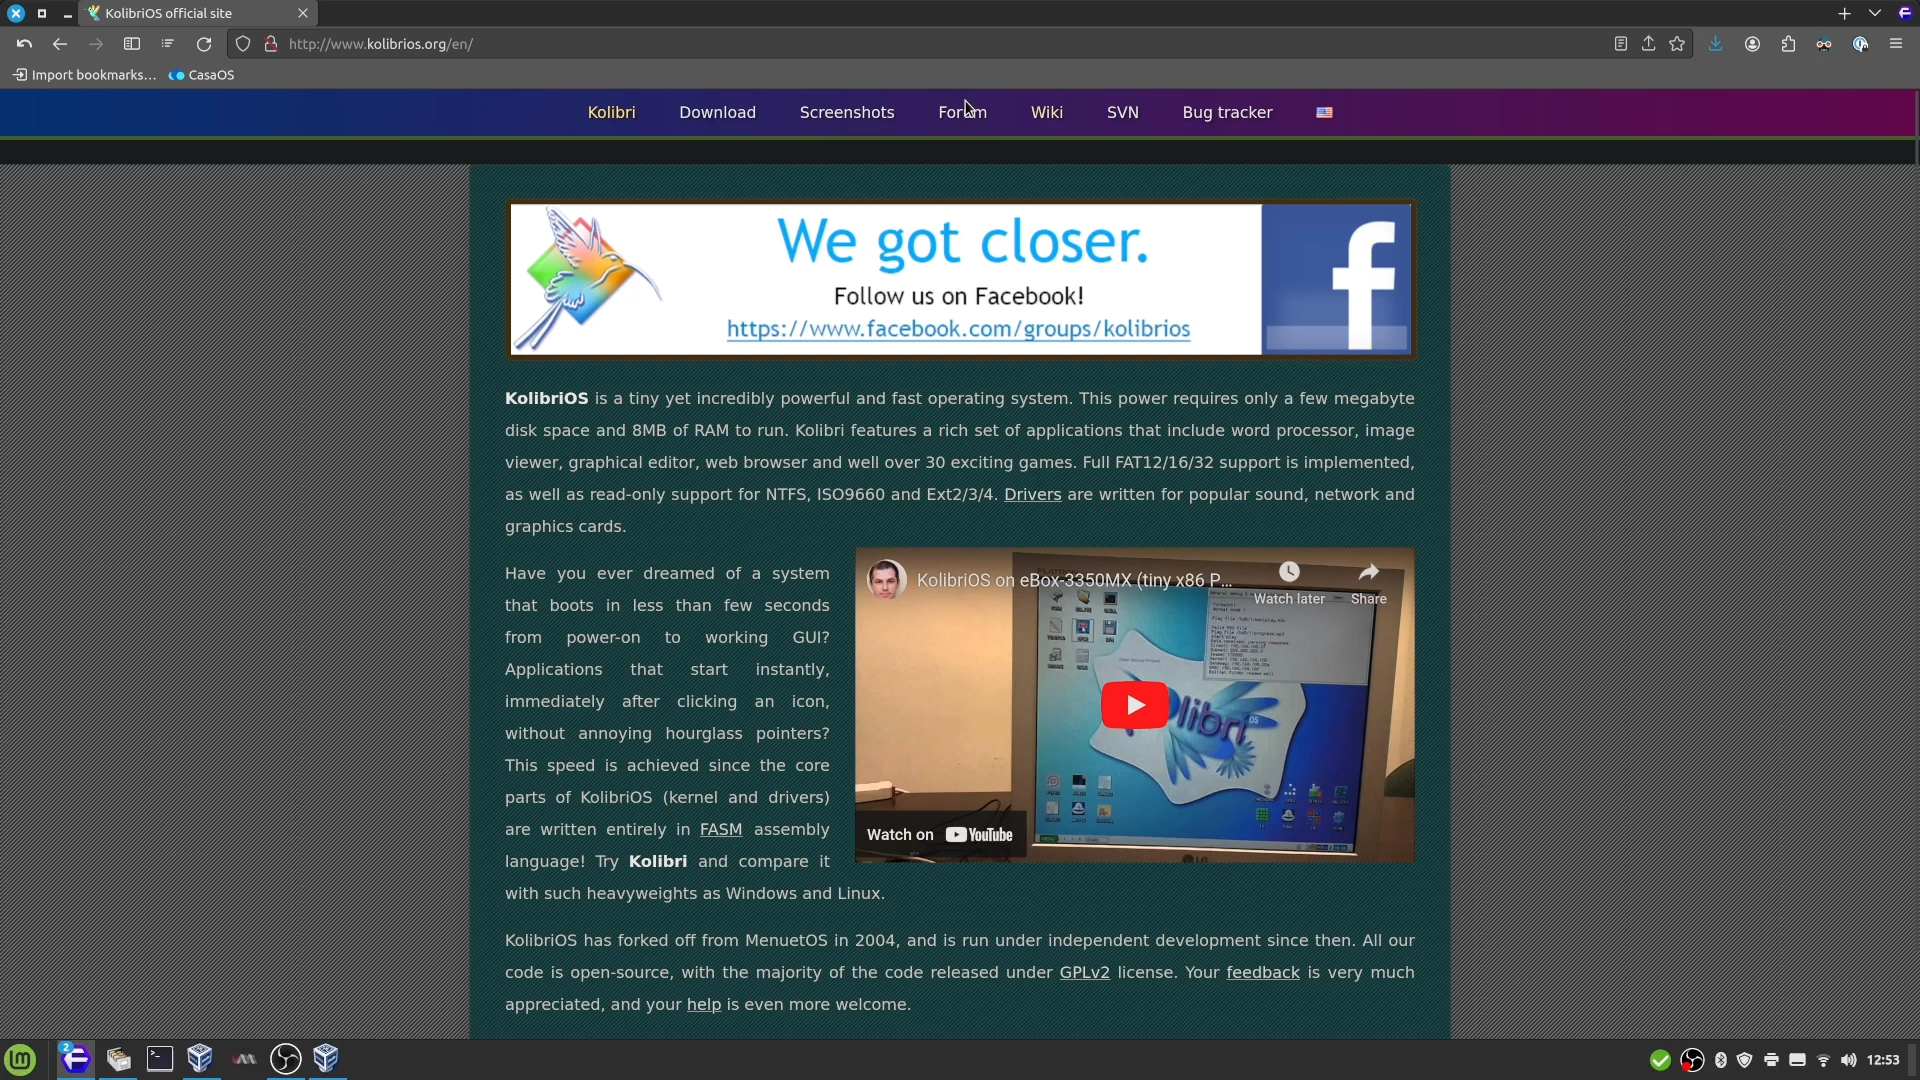 KolibriOS official site
http://www.kolibrios.org/en/
Import bookmarks... CasaOS
Kolibri Download Screenshots Forum Wiki SVN Bug tracker
We got closer.
Follow us on Facebook!
https://www.facebook.com/groups/kolibrios
KolibriOS is a tiny yet incredibly powerful and fast operating system. This power requires only a few megabyte
disk space and 8MB of RAM to run. Kolibri features a rich set of applications that include word processor, image
viewer, graphical editor, web browser and well over 30 exciting games. Full FAT12/16/32 support is implemented,
as well as read-only support for NTFS, ISO9660 and Ext2/3/4. Drivers are written for popular sound, network and
graphics cards.
Have you ever dreamed of a system
that boots in less than few seconds
from power-on to working GUI?
Applications that start instantly,
immediately after clicking an icon,
without annoying hourglass pointers?
This speed is achieved since the core
parts of KolibriOS (kernel and drivers)
are written entirely in FASM assembly
language! Try Kolibri and compare it
with such heavyweights as Windows and Linux.
KolibriOS on eBox-3350MX (tiny x86 P...
Watch later Share
Watch on YouTube
KolibriOS has forked off from MenuetOS in 2004, and is run under independent development since then. All our
code is open-source, with the majority of the code released under GPLv2 license. Your feedback is very much
appreciated, and your help is even more welcome.
2
12:53